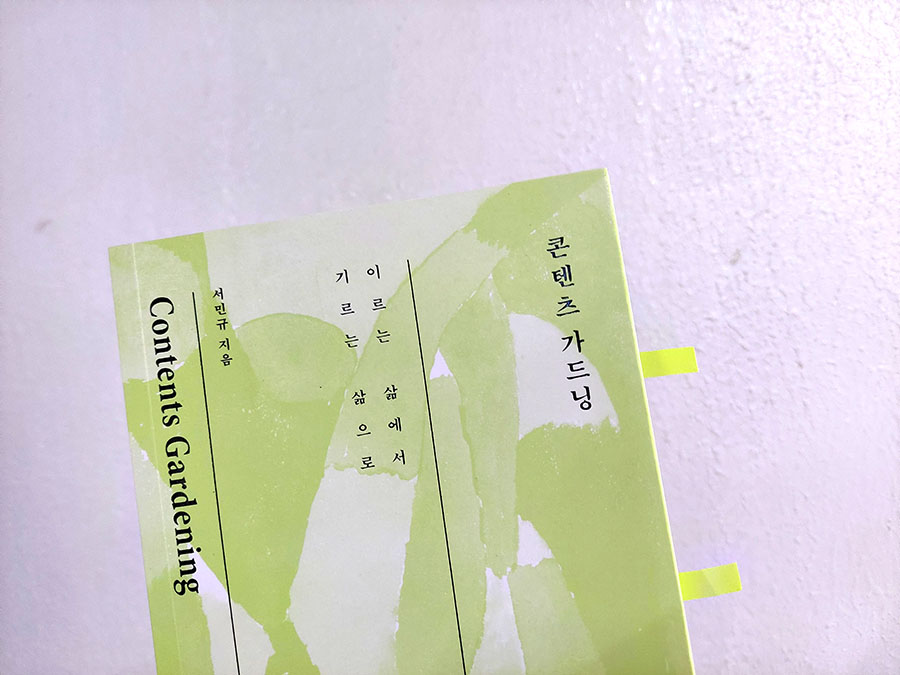 콘텐츠 가드닝
이르는 삶에서
기르는 삶으로
서민규 지음
Contents Gardening